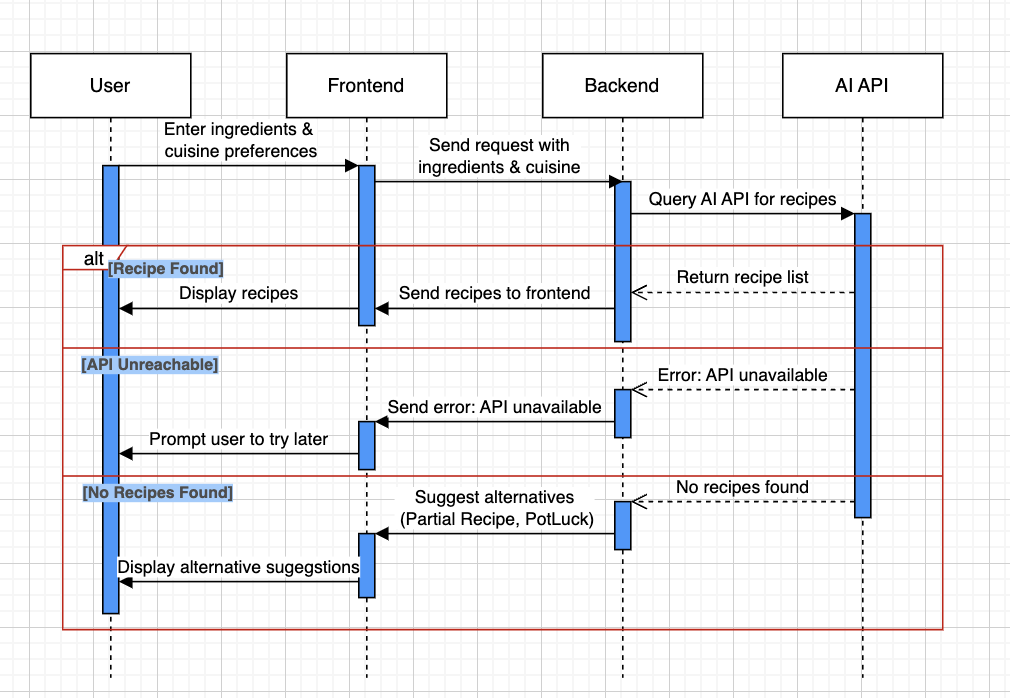 User
Frontend
Backend
AI API
Enter ingredients &
cuisine preferences
Send request with
ingredients & cuisine
Query AI API for recipes
alt
[Recipe Found]
Return recipe list
Send recipes to frontend
Display recipes
[API Unreachable]
Error: API unavailable
Send error: API unavailable
Prompt user to try later
[No Recipes Found]
No recipes found
Suggest alternatives
(Partial Recipe, PotLuck)
Display alternative sugegstions